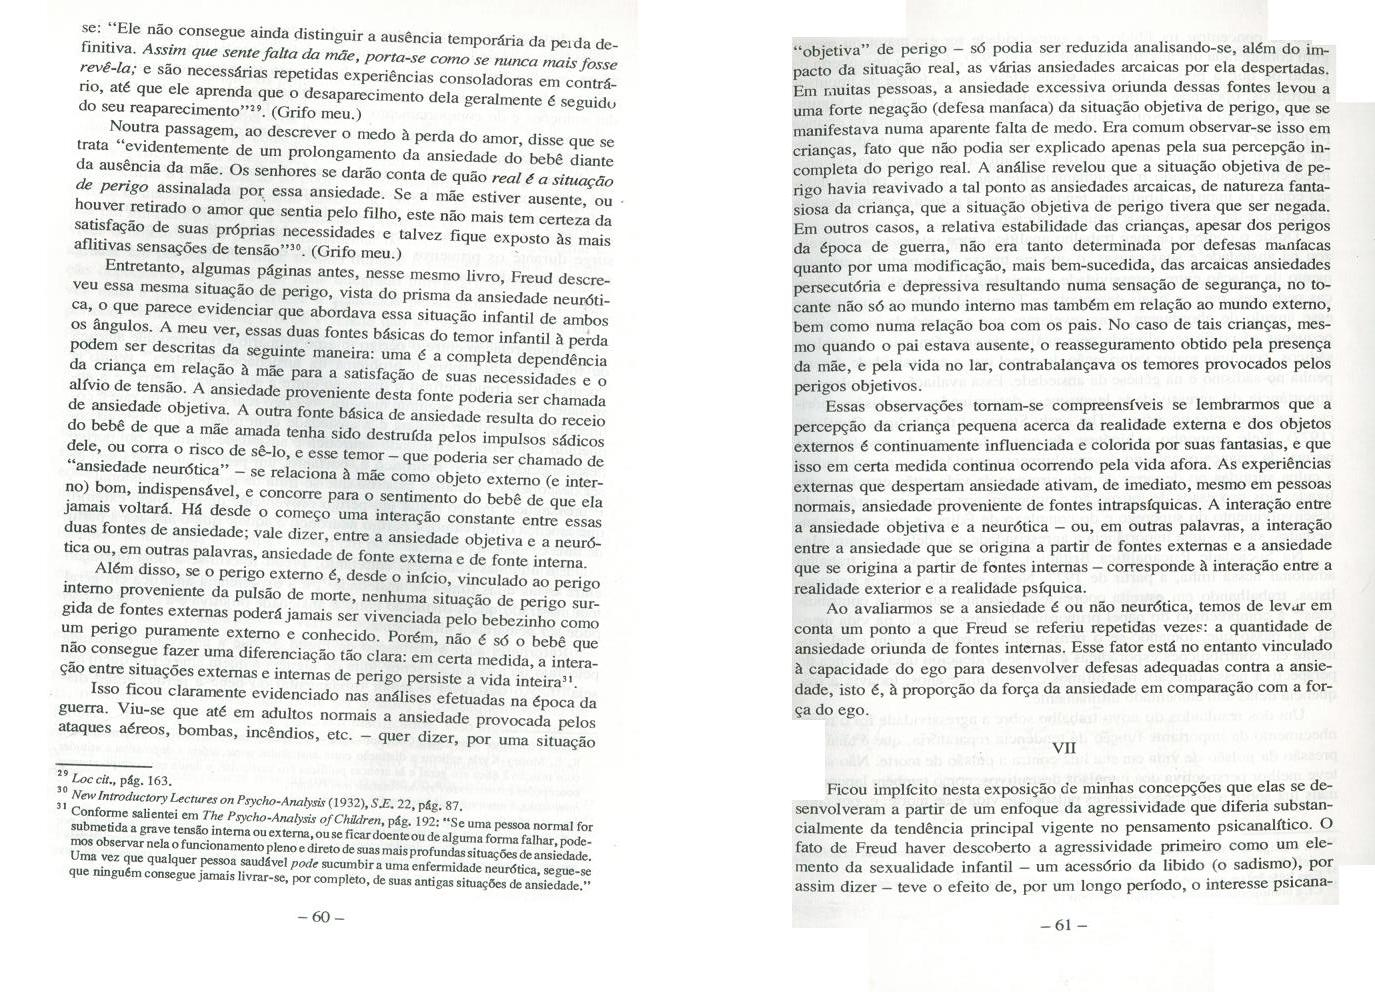 se: “Ele não consegue ainda distinguir a ausência temporária da perda de-
finitiva. Assim que sente falta da mãe, porta-se como se nunca mais fosse
revê-la; e são necessárias repetidas experiências consoladoras em contrá-
rio, até que ele aprenda que o desaparecimento dela geralmente é seguido
do seu reaparecimento”²⁹. (Grifo meu.)
Noutra passagem, ao descrever o medo à perda do amor, disse que se
trata “evidentemente de um prolongamento da ansiedade do bebê diante
da ausência da mãe. Os senhores se darão conta de quão real é a situação
de perigo assinalada por essa ansiedade. Se a mãe estiver ausente, ou
houver retirado o amor que sentia pelo filho, este não mais tem certeza da
satisfação de suas próprias necessidades e talvez fique exposto às mais
aflitivas sensações de tensão”³⁰. (Grifo meu.)
Entretanto, algumas páginas antes, nesse mesmo livro, Freud descre-
veu essa mesma situação de perigo, vista do prisma da ansiedade neuróti-
ca, o que parece evidenciar que abordava essa situação infantil de ambos
os ângulos. A meu ver, essas duas fontes básicas do temor infantil à perda
podem ser descritas da seguinte maneira: uma é a completa dependência
da criança em relação à mãe para a satisfação de suas necessidades e o
alívio de tensão. A ansiedade proveniente desta fonte poderia ser chamada
de ansiedade objetiva. A outra fonte básica de ansiedade resulta do receio
do bebê de que a mãe amada tenha sido destruída pelos impulsos sádicos
dele, ou corra o risco de sê-lo, e esse temor – que poderia ser chamado de
“ansiedade neurótica” – se relaciona à mãe como objeto externo (e inter-
no) bom, indispensável, e concorre para o sentimento do bebê de que ela
jamais voltará. Há desde o começo uma interação constante entre essas
duas fontes de ansiedade; vale dizer, entre a ansiedade objetiva e a neuró-
tica ou, em outras palavras, ansiedade de fonte externa e de fonte interna.
Além disso, se o perigo externo é, desde o início, vinculado ao perigo
interno proveniente da pulsão de morte, nenhuma situação de perigo sur-
gida de fontes externas poderá jamais ser vivenciada pelo bebezinho como
um perigo puramente externo e conhecido. Porém, não é só o bebê que
não consegue fazer uma diferenciação tão clara: em certa medida, a intera-
ção entre situações externas e internas de perigo persiste a vida inteira³¹.
Isso ficou claramente evidenciado nas análises efetuadas na época da
guerra. Viu-se que até em adultos normais a ansiedade provocada pelos
ataques aéreos, bombas, incêndios, etc. – quer dizer, por uma situação
²⁹ Loc cit., pág. 163.
³⁰ New Introductory Lectures on Psycho-Analysis (1932), S.E. 22, pág. 87.
³¹ Conforme salientei em The Psycho-Analysis of Children, pág. 192: “Se uma pessoa normal for
submetida a grave tensão interna ou externa, ou se ficar doente ou de alguma forma falhar, pode-
mos observar nela o funcionamento pleno e direto de suas mais profundas situações de ansiedade.
Uma vez que qualquer pessoa saudável pode sucumbir a uma enfermidade neurótica, segue-se
que ninguém consegue jamais livrar-se, por completo, de suas antigas situações de ansiedade.”
– 60 –
“objetiva” de perigo – só podia ser reduzida analisando-se, além do im-
pacto da situação real, as várias ansiedades arcaicas por ela despertadas.
Em muitas pessoas, a ansiedade excessiva oriunda dessas fontes levou a
uma forte negação (defesa maníaca) da situação objetiva de perigo, que se
manifestava numa aparente falta de medo. Era comum observar-se isso em
crianças, fato que não podia ser explicado apenas pela sua percepção in-
completa do perigo real. A análise revelou que a situação objetiva de pe-
rigo havia reavivado a tal ponto as ansiedades arcaicas, de natureza fanta-
siosa da criança, que a situação objetiva de perigo tivera que ser negada.
Em outros casos, a relativa estabilidade das crianças, apesar dos perigos
da época de guerra, não era tanto determinada por defesas maníacas
quanto por uma modificação, mais bem-sucedida, das arcaicas ansiedades
persecutória e depressiva resultando numa sensação de segurança, no to-
cante não só ao mundo interno mas também em relação ao mundo externo,
bem como numa relação boa com os pais. No caso de tais crianças, mes-
mo quando o pai estava ausente, o reasseguramento obtido pela presença
da mãe, e pela vida no lar, contrabalançava os temores provocados pelos
perigos objetivos.
Essas observações tornam-se compreensíveis se lembrarmos que a
percepção da criança pequena acerca da realidade externa e dos objetos
externos é continuamente influenciada e colorida por suas fantasias, e que
isso em certa medida continua ocorrendo pela vida afora. As experiências
externas que despertam ansiedade ativam, de imediato, mesmo em pessoas
normais, ansiedade proveniente de fontes intrapsíquicas. A interação entre
a ansiedade objetiva e a neurótica – ou, em outras palavras, a interação
entre a ansiedade que se origina a partir de fontes externas e a ansiedade
que se origina a partir de fontes internas – corresponde à interação entre a
realidade exterior e a realidade psíquica.
Ao avaliarmos se a ansiedade é ou não neurótica, temos de levar em
conta um ponto a que Freud se referiu repetidas vezes: a quantidade de
ansiedade oriunda de fontes internas. Esse fator está no entanto vinculado
à capacidade do ego para desenvolver defesas adequadas contra a ansie-
dade, isto é, à proporção da força da ansiedade em comparação com a for-
ça do ego.
VII
Ficou implícito nesta exposição de minhas concepções que elas se de-
senvolveram a partir de um enfoque da agressividade que diferia substan-
cialmente da tendência principal vigente no pensamento psicanalítico. O
fato de Freud haver descoberto a agressividade primeiro como um ele-
mento da sexualidade infantil – um acessório da libido (o sadismo), por
assim dizer – teve o efeito de, por um longo período, o interesse psicana-
– 61 –